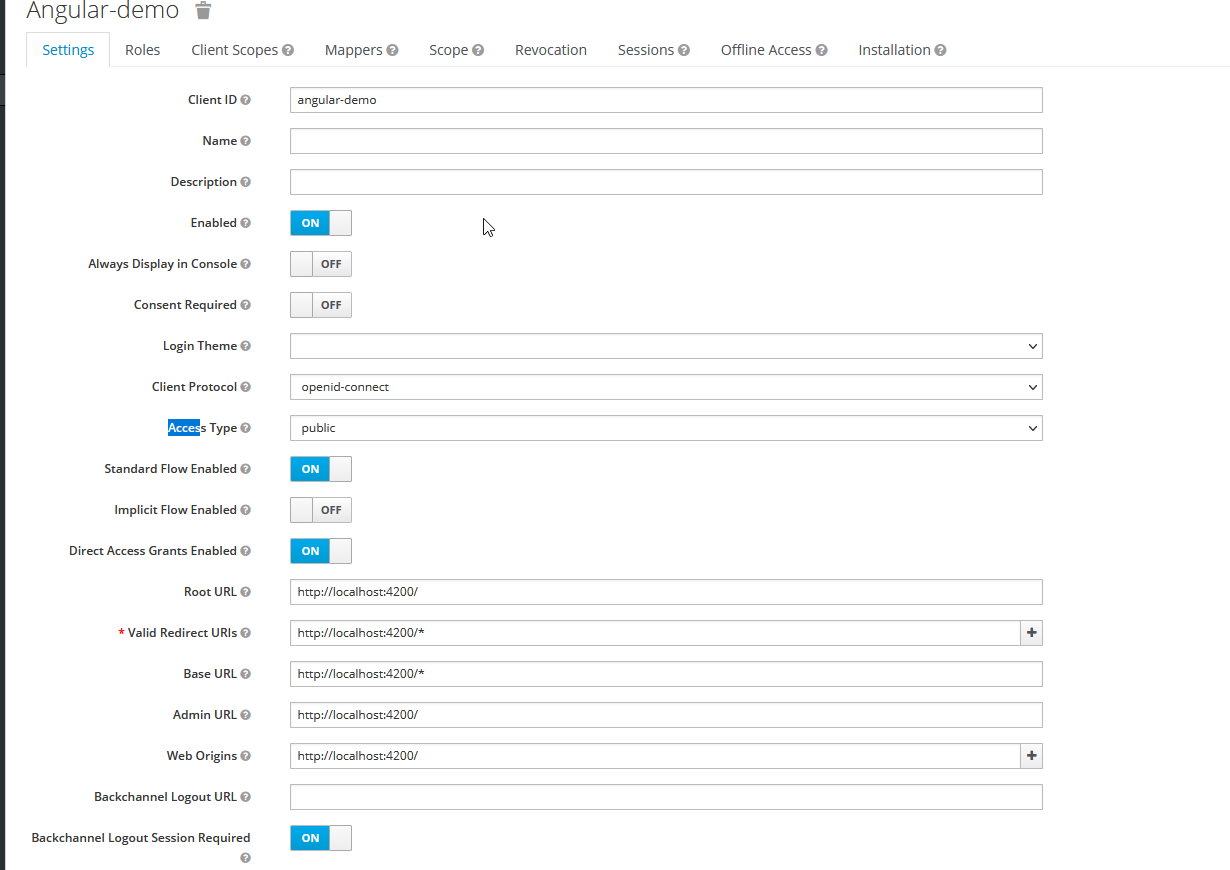 Angular-demo
Settings Roles Client Scopes Mappers Scope Revocation Sessions Offline Access Installation
Client ID angular-demo
Name
Description
Enabled ON
Always Display in Console OFF
Consent Required OFF
Login Theme
Client Protocol openid-connect
Access Type public
Standard Flow Enabled ON
Implicit Flow Enabled OFF
Direct Access Grants Enabled ON
Root URL http://localhost:4200/
* Valid Redirect URIs http://localhost:4200/*
Base URL http://localhost:4200/*
Admin URL http://localhost:4200/
Web Origins http://localhost:4200/
Backchannel Logout URL
Backchannel Logout Session Required ON